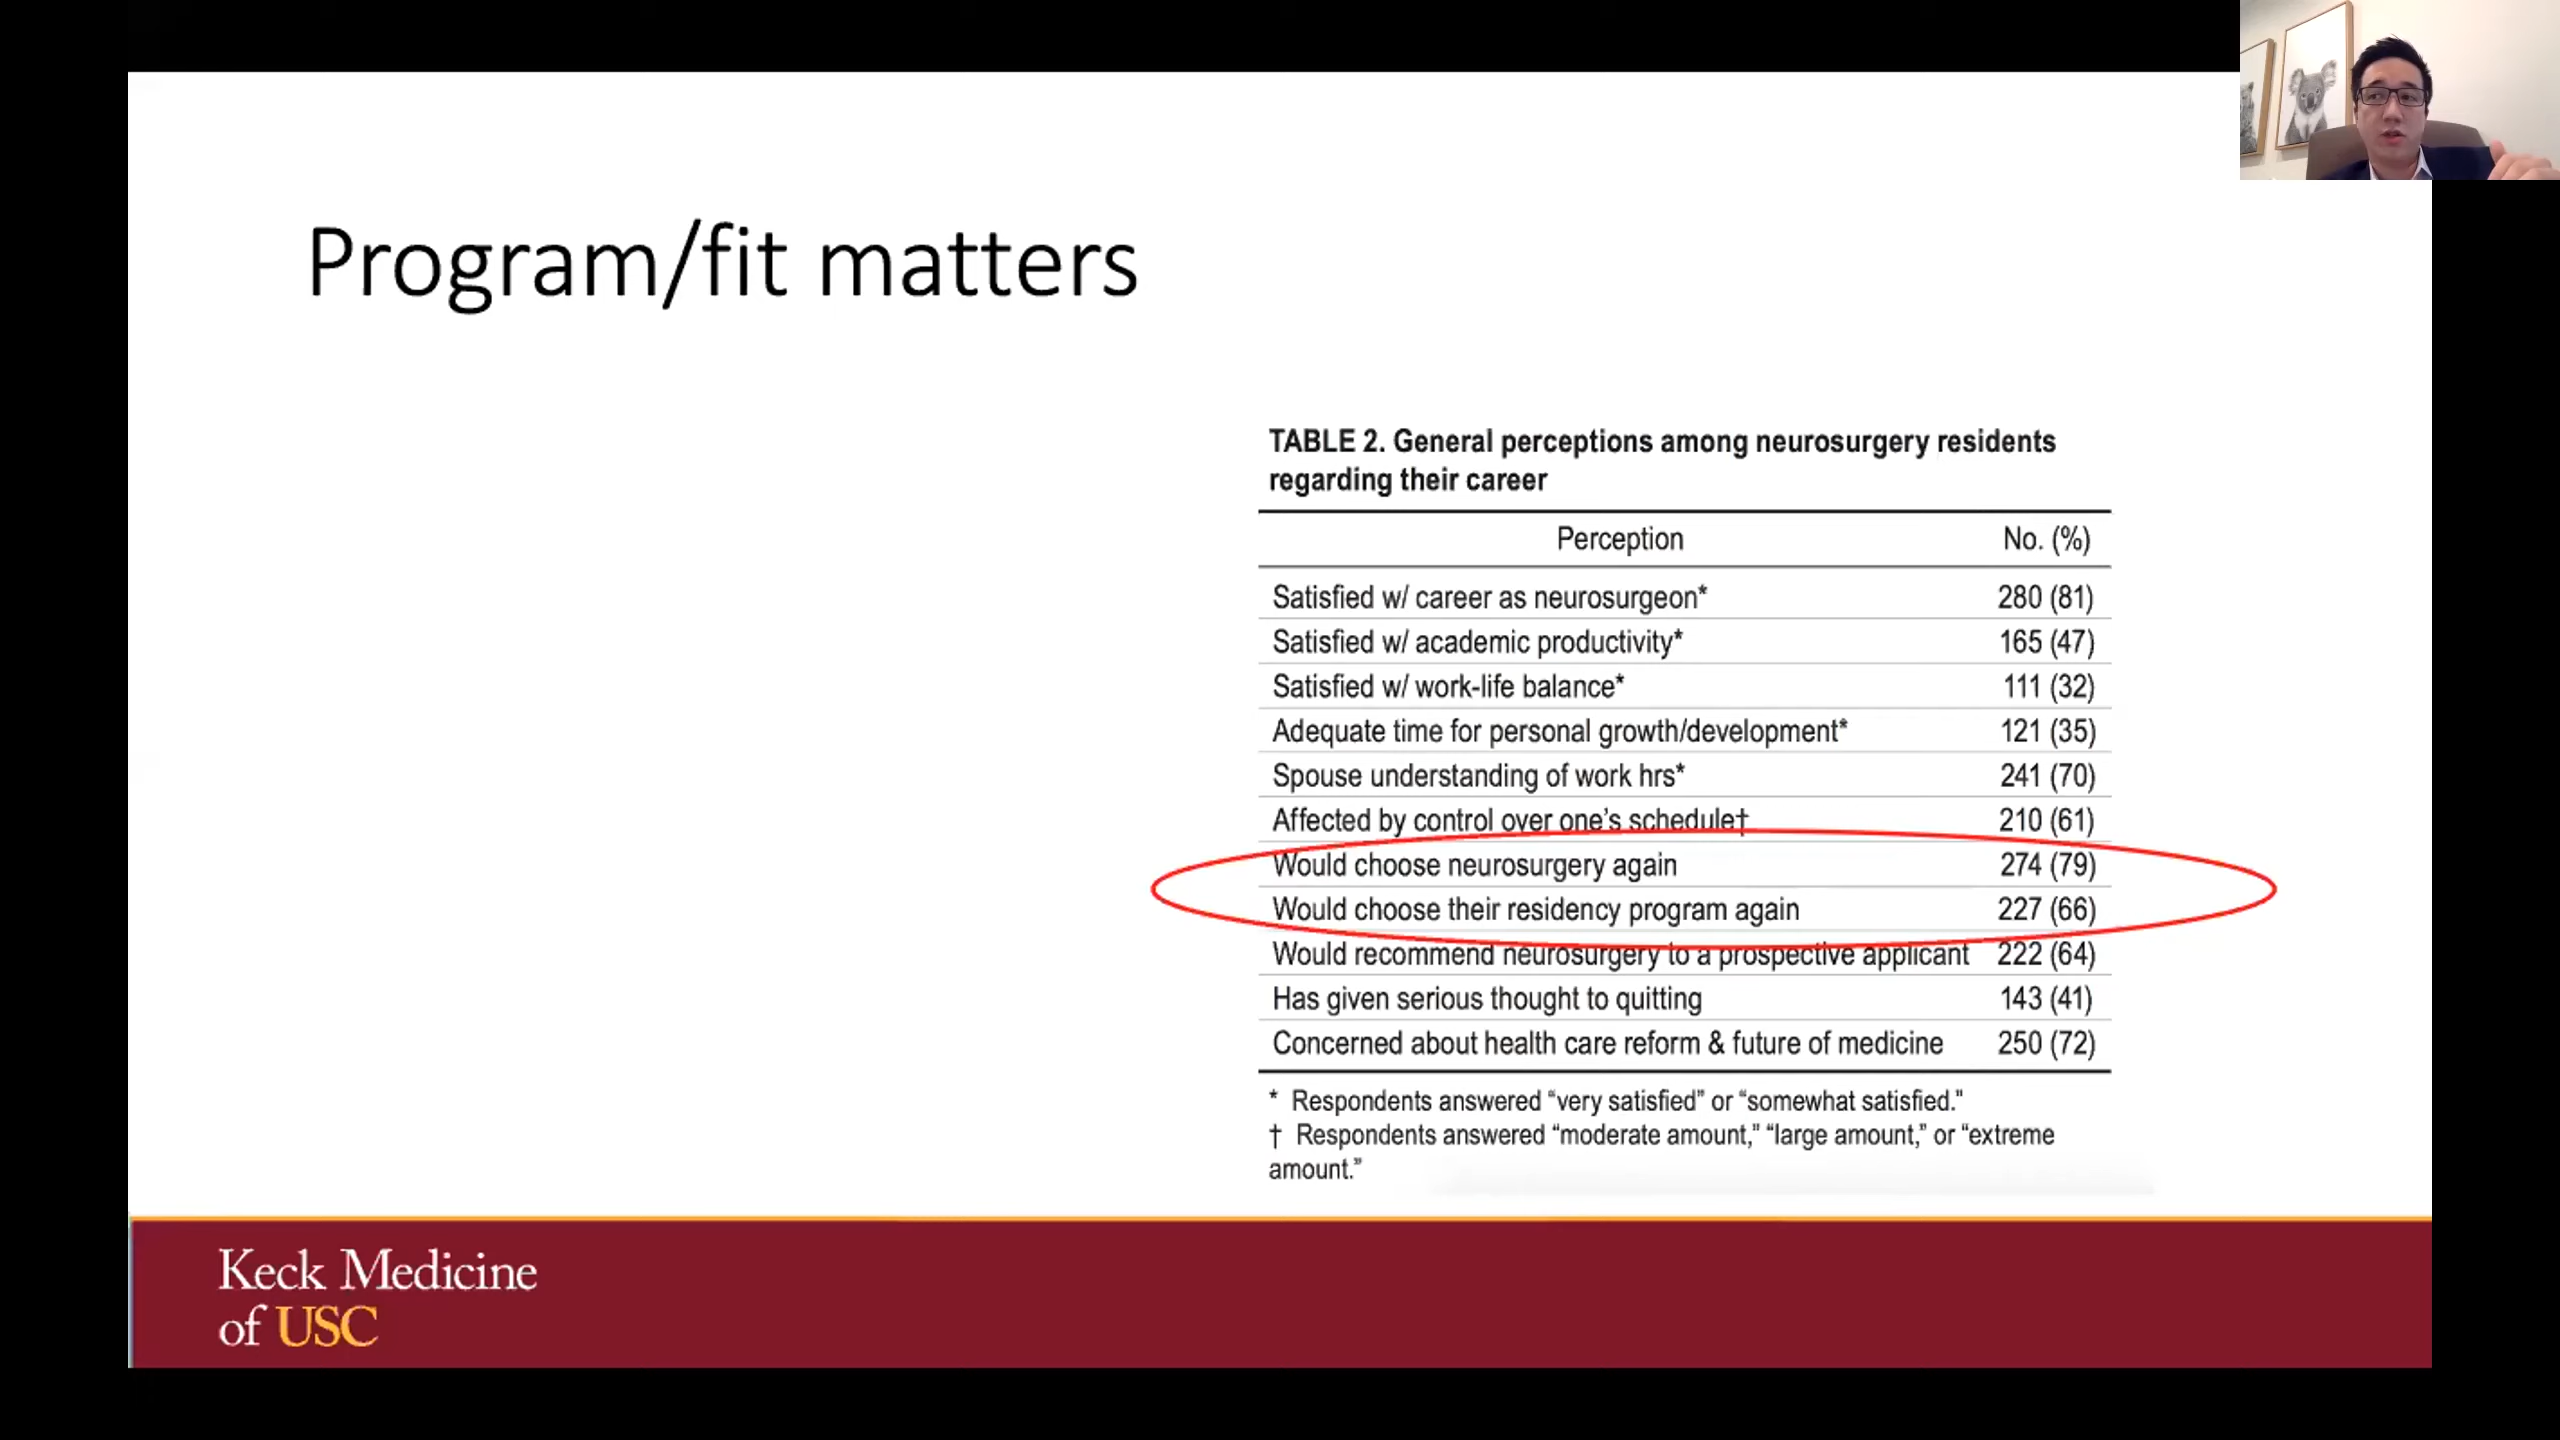 Program/fit matters
TABLE 2. General perceptions among neurosurgery residents
regarding their career
Perception No. (%)
Satisfied w/ career as neurosurgeon* 280 (81)
Satisfied w/ academic productivity* 165 (47)
Satisfied w/ work-life balance* 111 (32)
Adequate time for personal growth/development* 121 (35)
Spouse understanding of work hrs* 241 (70)
Affected by control over one's schedule† 210 (61)
Would choose neurosurgery again 274 (79)
Would choose their residency program again 227 (66)
Would recommend neurosurgery to a prospective applicant 222 (64)
Has given serious thought to quitting 143 (41)
Concerned about health care reform & future of medicine 250 (72)
* Respondents answered “very satisfied” or “somewhat satisfied."
† Respondents answered “moderate amount,” “large amount,” or “extreme
amount.”
Keck Medicine
of USC